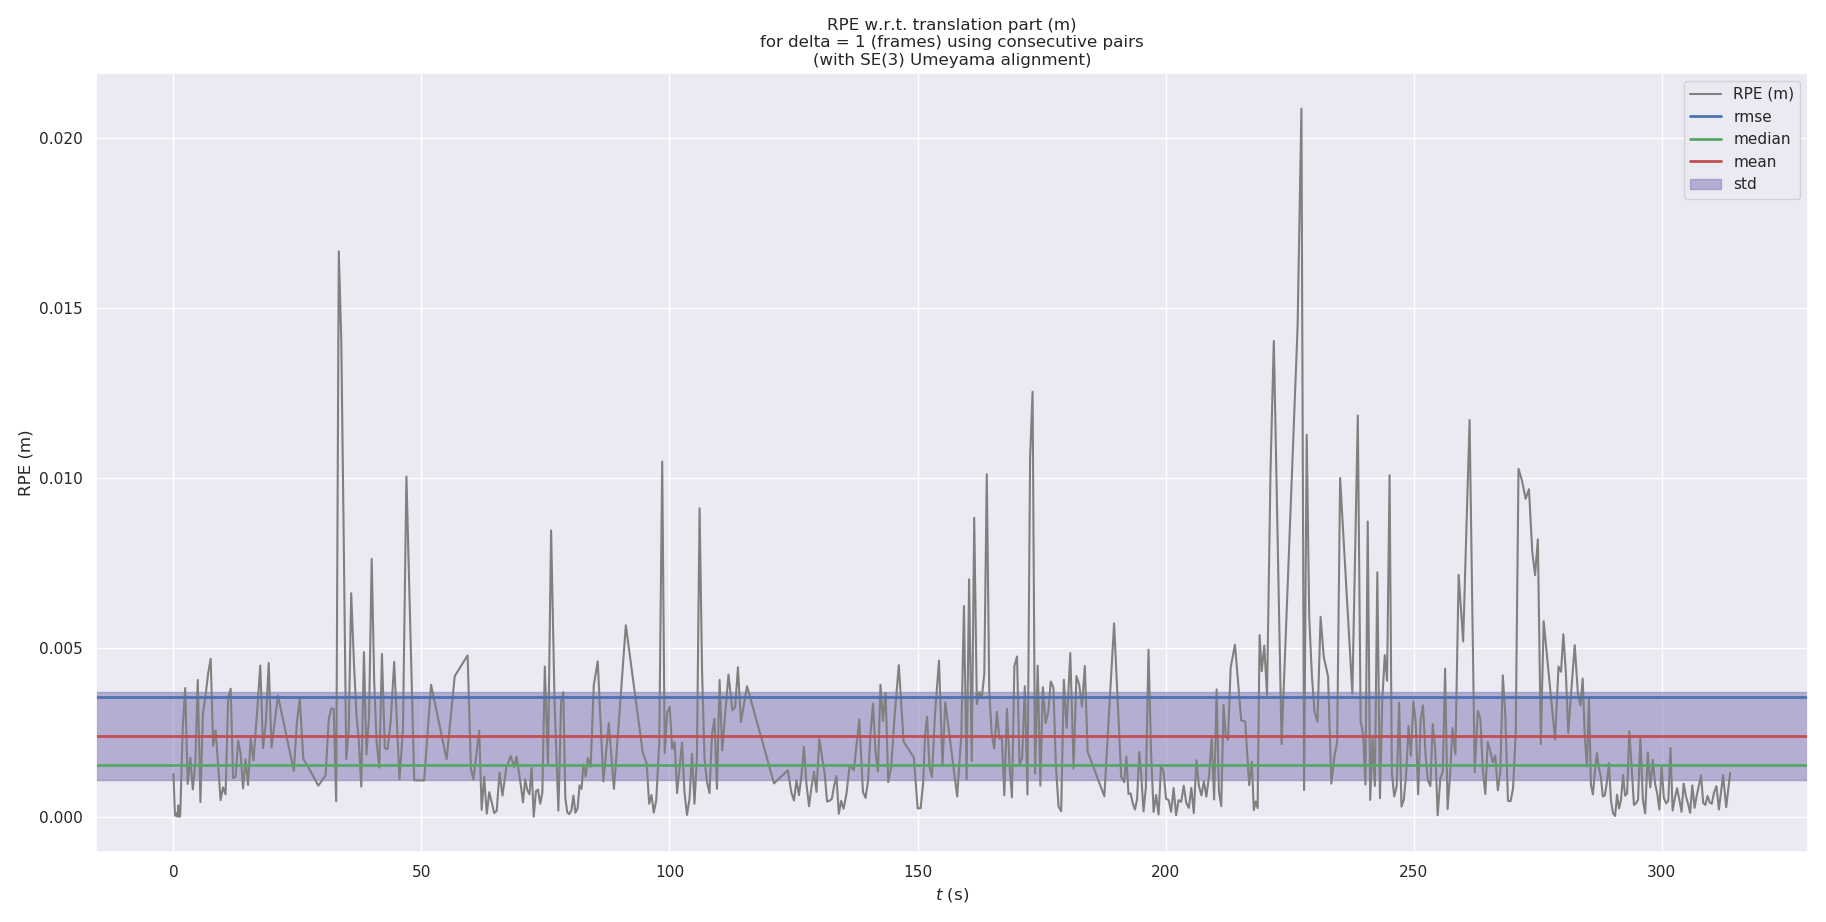 RPE w.r.t. translation part (m)
for delta = 1 (frames) using consecutive pairs
(with SE(3) Umeyama alignment)
RPE (m)
rmse
median
mean
std
0.020
0.015
0.010
0.005
0.000
RPE (m)
0
50
100
150
200
250
300
t (s)